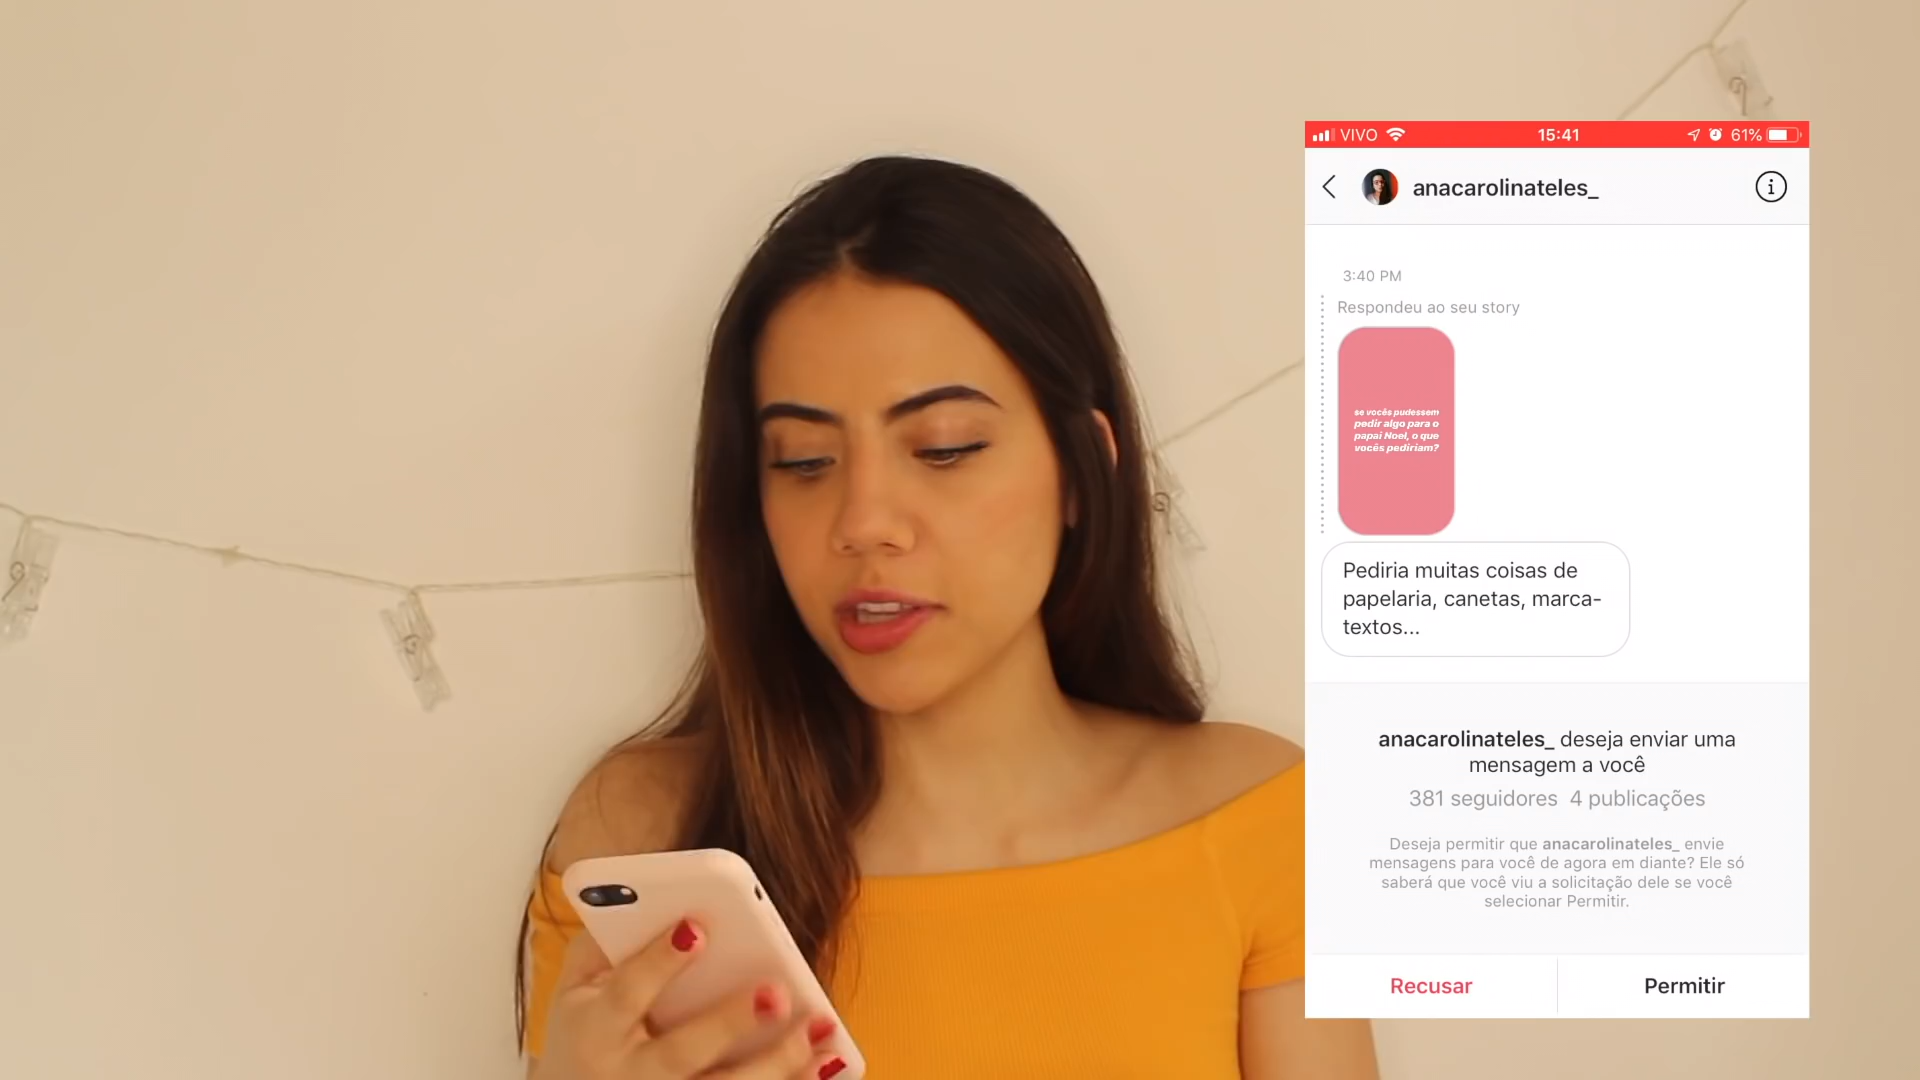 VIVO 15:41 61%
anacarolinateles_
3:40 PM
Respondeu ao seu story
se vocês pudessem
pedir algo para o
papai Noel, o que
vocês pediriam?
Pediria muitas coisas de
papelaria, canetas, marca-
textos...
anacarolinateles_ deseja enviar uma
mensagem a você
381 seguidores 4 publicações
Deseja permitir que anacarolinateles_ envie
mensagens para você de agora em diante? Ele só
saberá que você viu a solicitação dele se você
selecionar Permitir.
Recusar Permitir